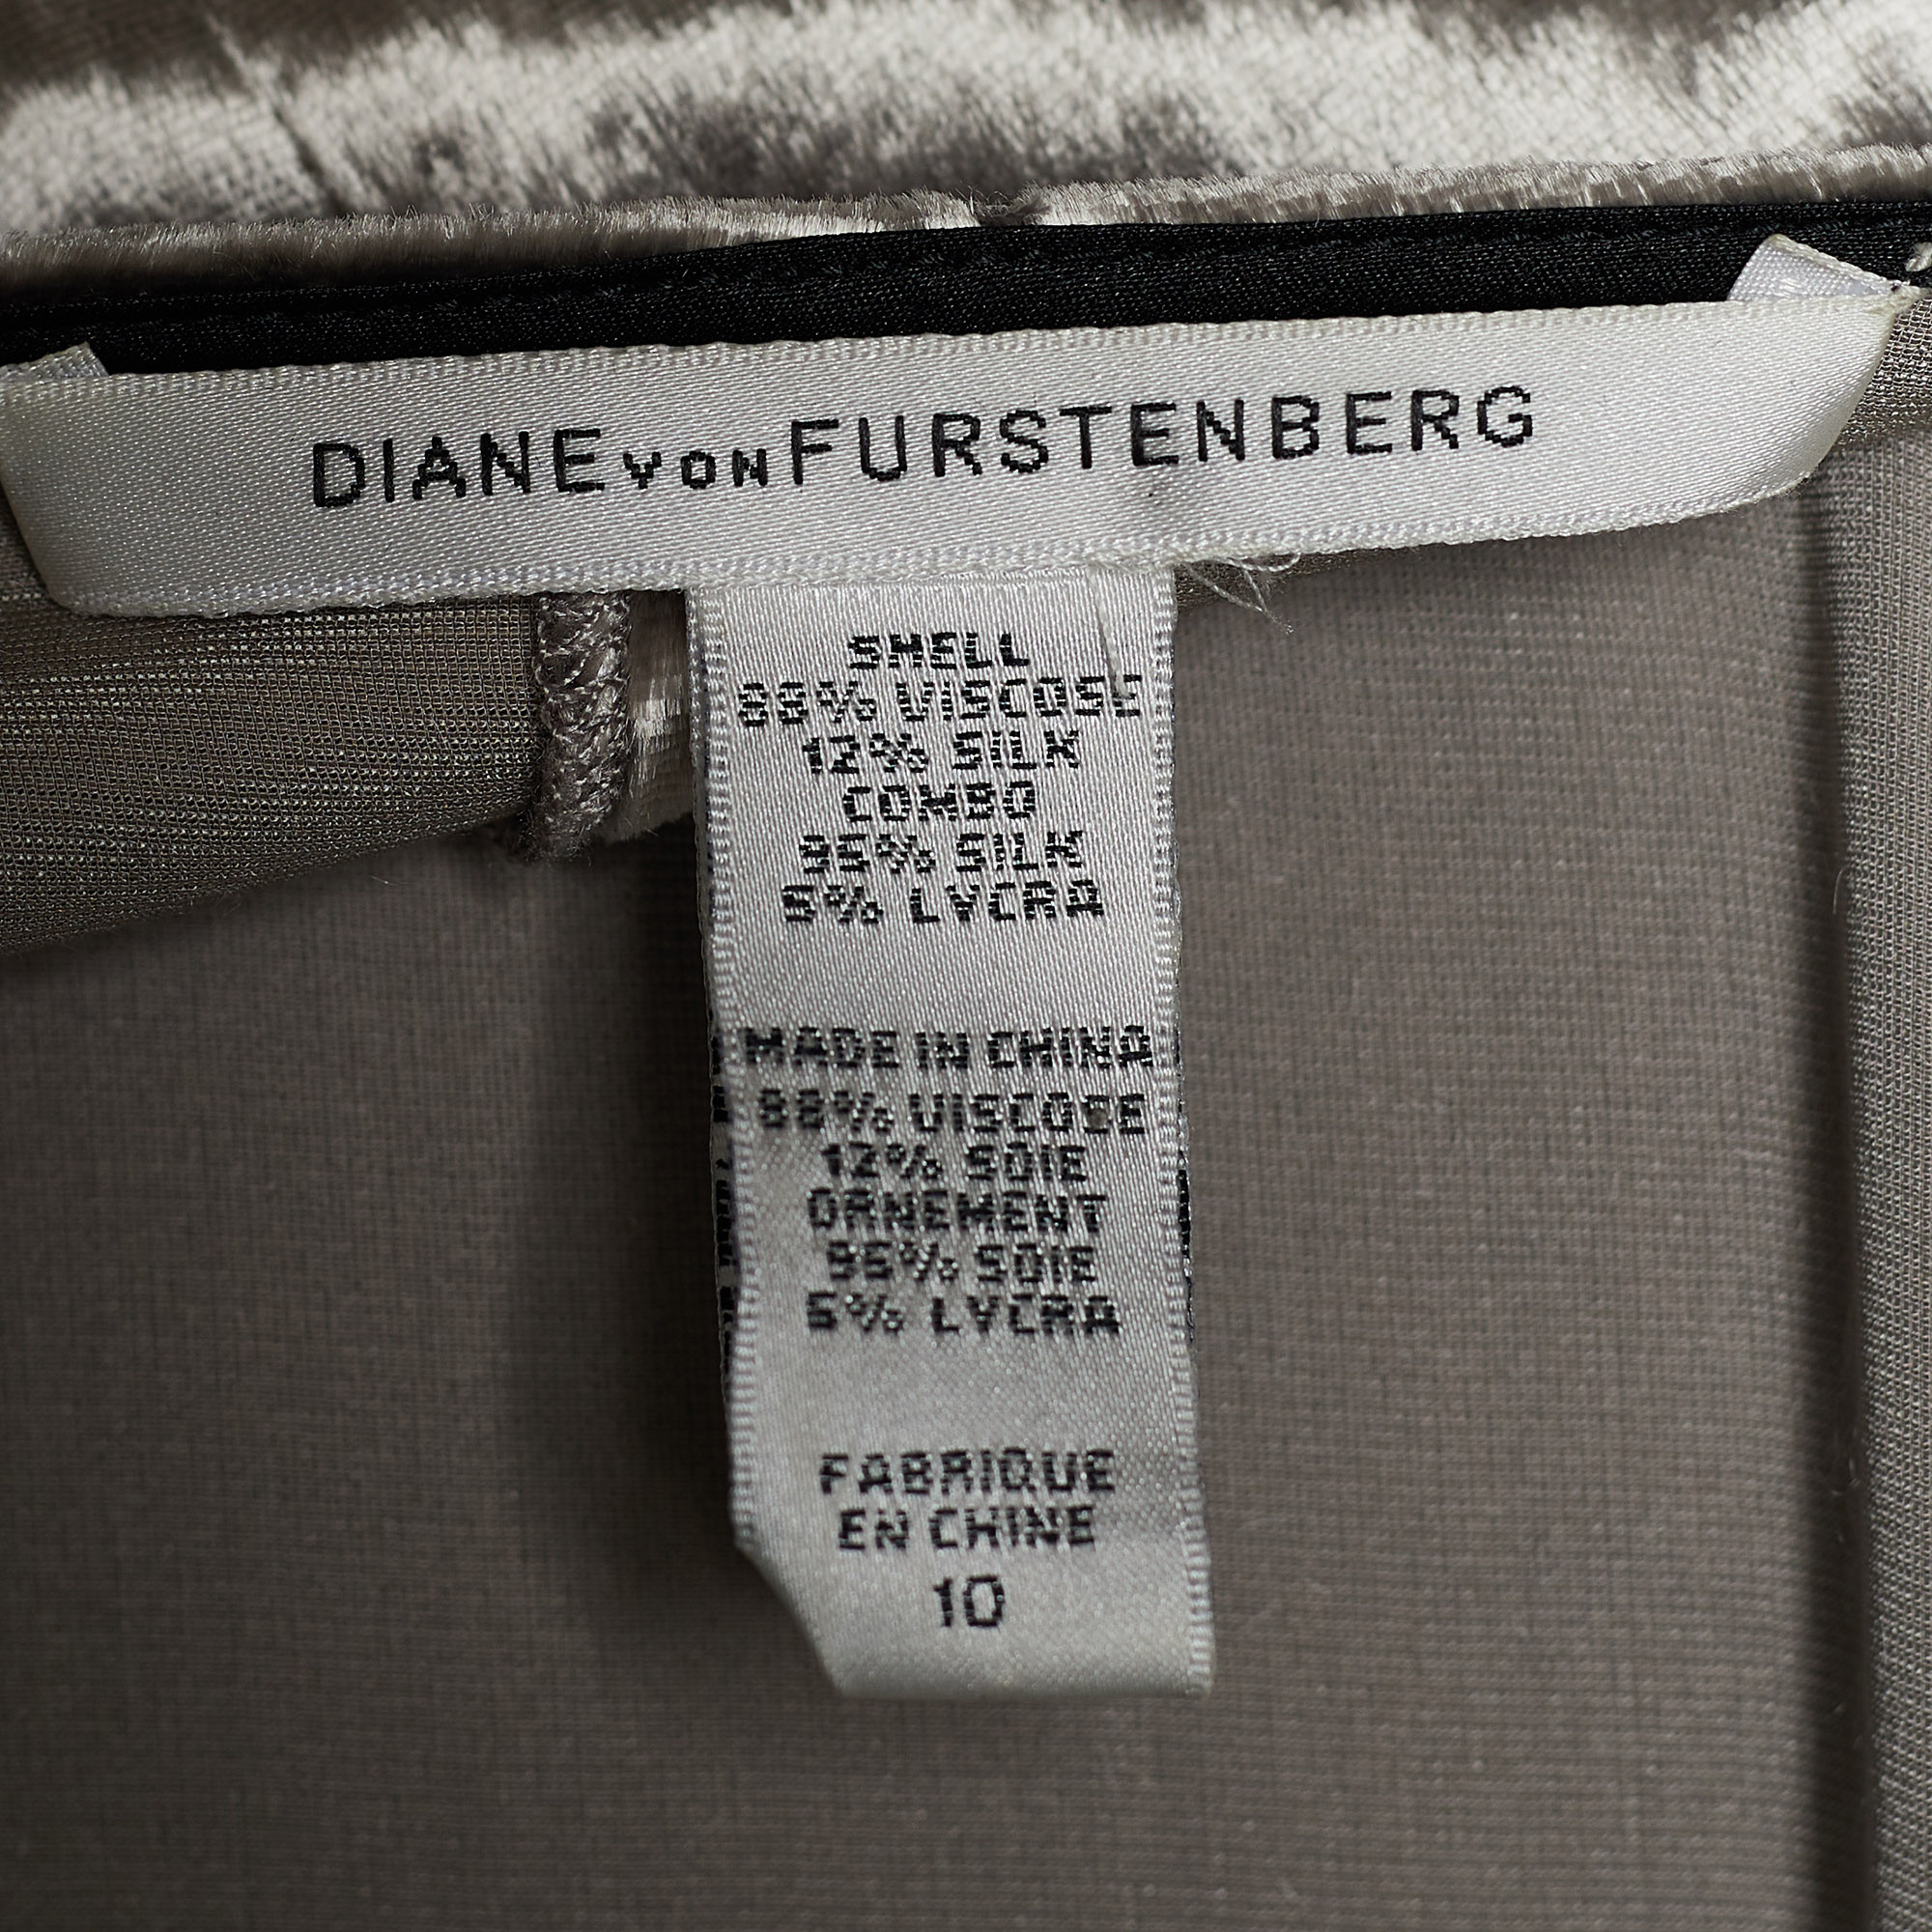 DIANE VON FURSTENBERG
SHELL
88% VISCOSE
12% SILK
COMBO
95% SILK
5% LYCRA
MADE IN CHINA
88% VISCOSE
12% SOIE
ORNEMENT
95% SOIE
5% LYCRA
FABRIQUE
EN CHINE
10